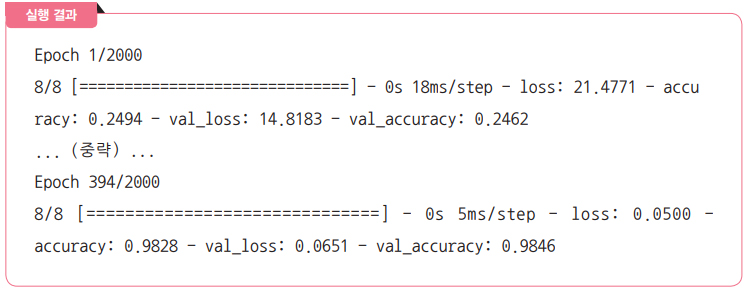 실행 결과
Epoch 1/2000
8/8 [==============================] - 0s 18ms/step - loss: 21.4771 - accu
racy: 0.2494 - val_loss: 14.8183 - val_accuracy: 0.2462
... (중략) ...
Epoch 394/2000
8/8 [==============================] - 0s 5ms/step - loss: 0.0500 -
accuracy: 0.9828 - val_loss: 0.0651 - val_accuracy: 0.9846